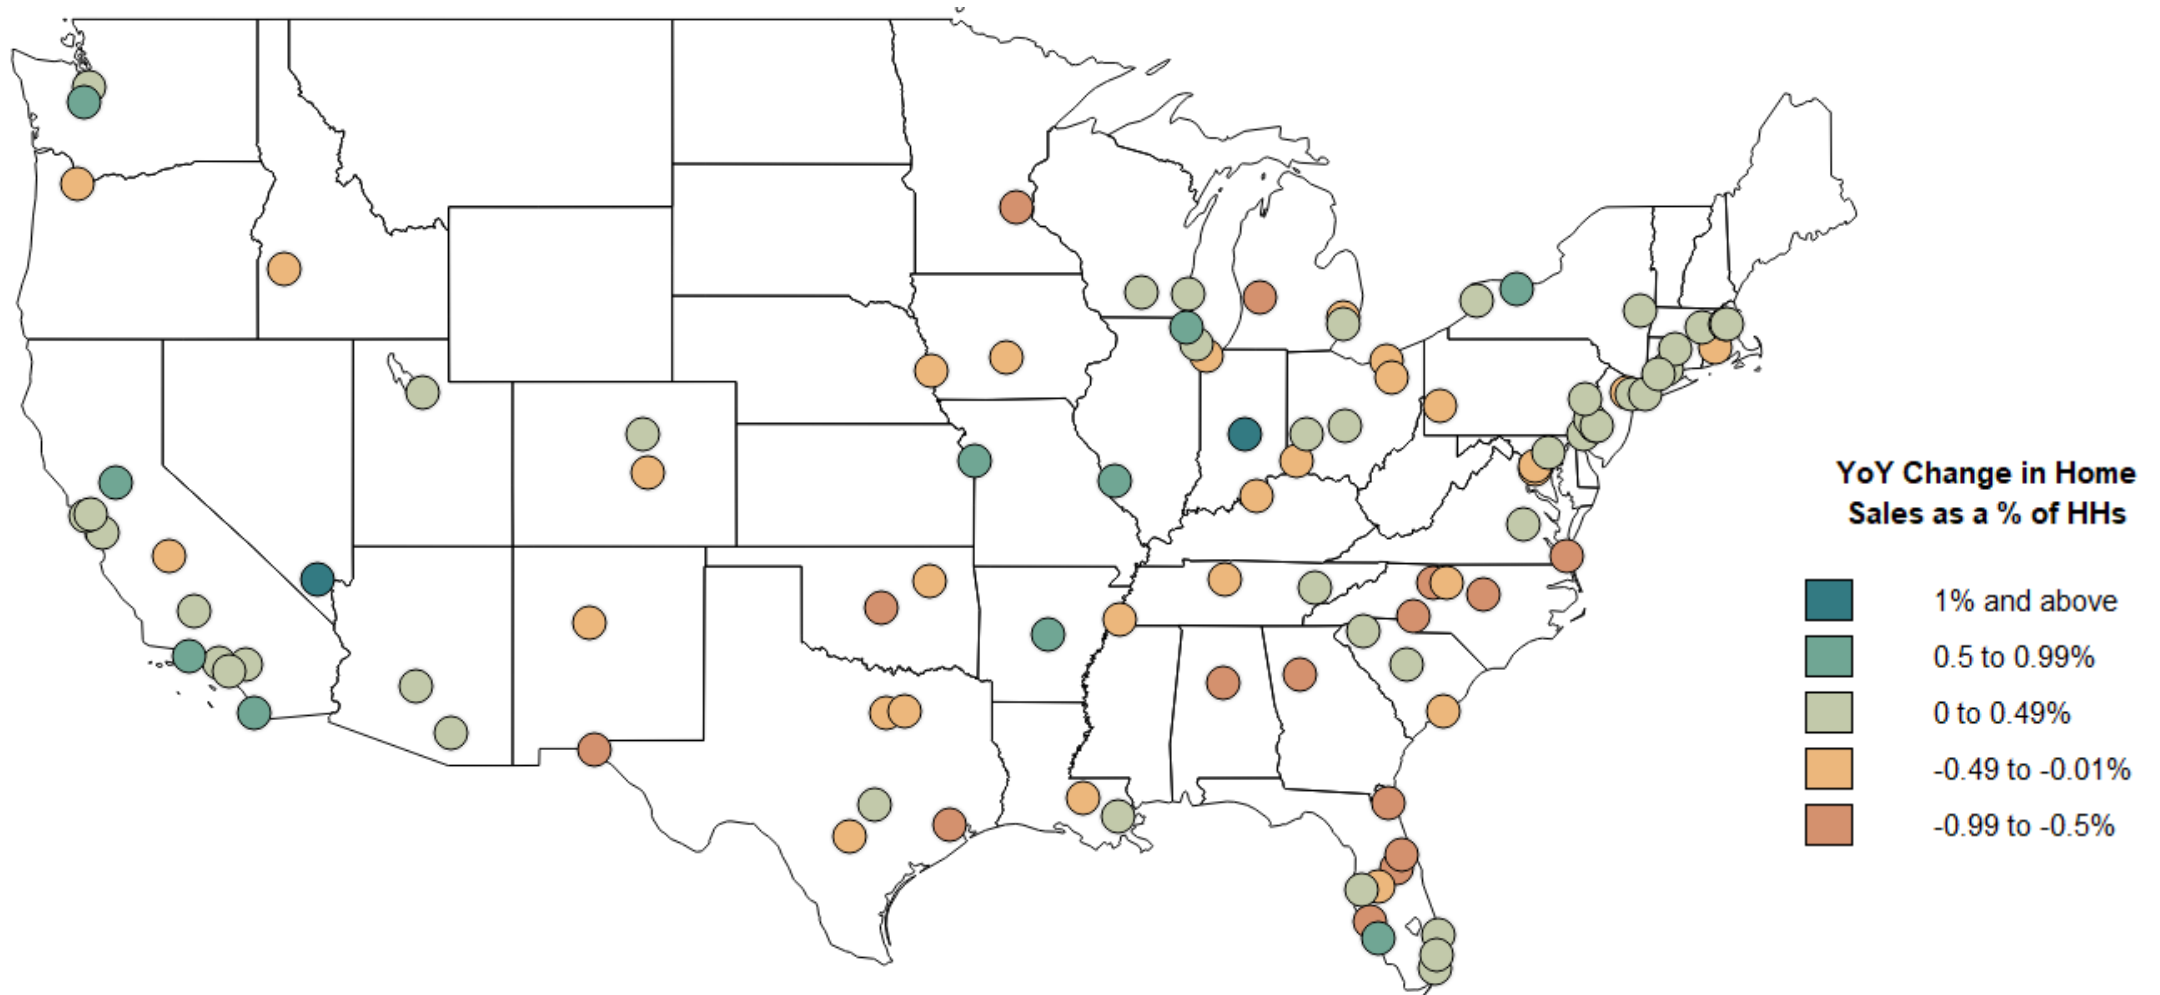 YoY Change in Home
Sales as a % of HHs
1% and above
0.5 to 0.99%
0 to 0.49%
-0.49 to -0.01%
-0.99 to -0.5%